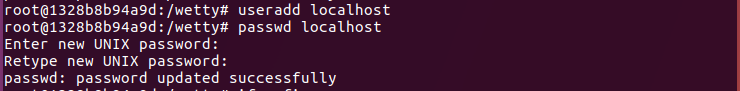 root@1328b8b94a9d:/wetty# useradd localhost
root@1328b8b94a9d:/wetty# passwd localhost
Enter new UNIX password:
Retype new UNIX password:
passwd: password updated successfully